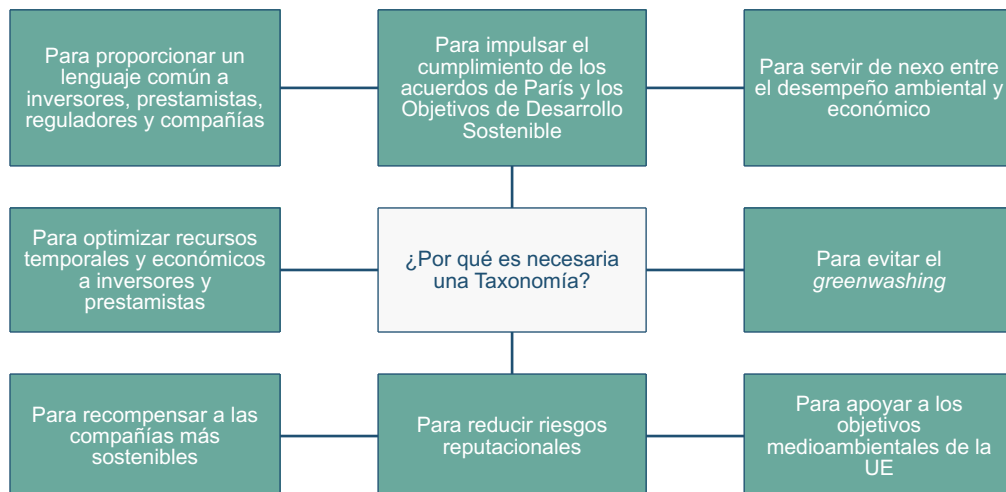 Para proporcionar un
lenguaje común a
inversores, prestamistas,
reguladores y compañías
Para impulsar el
cumplimiento de los
acuerdos de París y los
Objetivos de Desarrollo
Sostenible
Para servir de nexo entre
el desempeño ambiental y
económico
Para optimizar recursos
temporales y económicos
a inversores y
prestamistas
¿Por qué es necesaria
una Taxonomía?
Para evitar el
greenwashing
Para recompensar a las
compañías más
sostenibles
Para reducir riesgos
reputacionales
Para apoyar a los
objetivos
medioambientales de la
UE